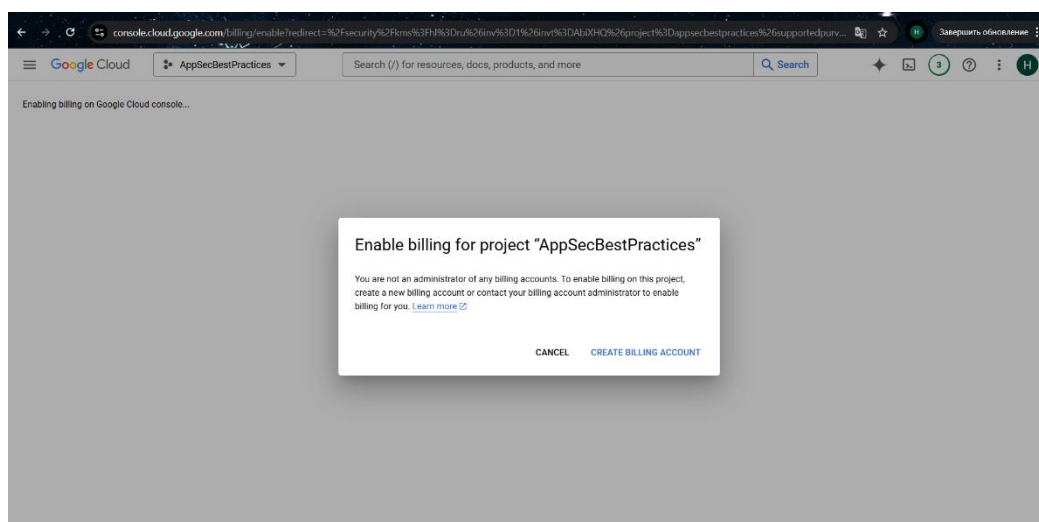 console.cloud.google.com/billing/enable?redirect=%2Fsecurity%2Fkms%3Fhl%3Dru%26inv%3D1%26invt%3DAbiXHQ%26project%3Dappsecbestpractices%26supportedpurv...
Завершить обновление
Google Cloud
AppSecBestPractices
Search (/) for resources, docs, products, and more
Search
3
H
Enabling billing on Google Cloud console...
Enable billing for project “AppSecBestPractices”
You are not an administrator of any billing accounts. To enable billing on this project,
create a new billing account or contact your billing account administrator to enable
billing for you. Learn more
CANCEL
CREATE BILLING ACCOUNT